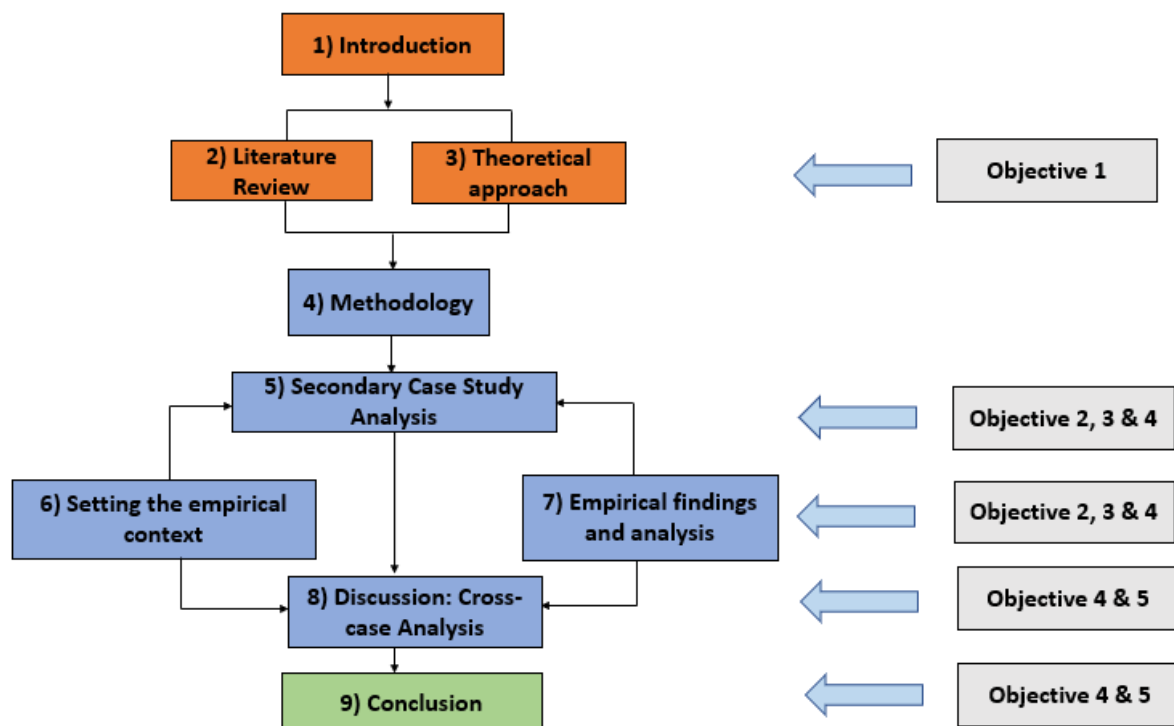 1) Introduction
2) Literature
Review
3) Theoretical
approach
Objective 1
4) Methodology
5) Secondary Case Study
Analysis
Objective 2, 3 & 4
6) Setting the empirical
context
7) Empirical findings
and analysis
Objective 2, 3 & 4
8) Discussion: Cross-
case Analysis
Objective 4 & 5
9) Conclusion
Objective 4 & 5